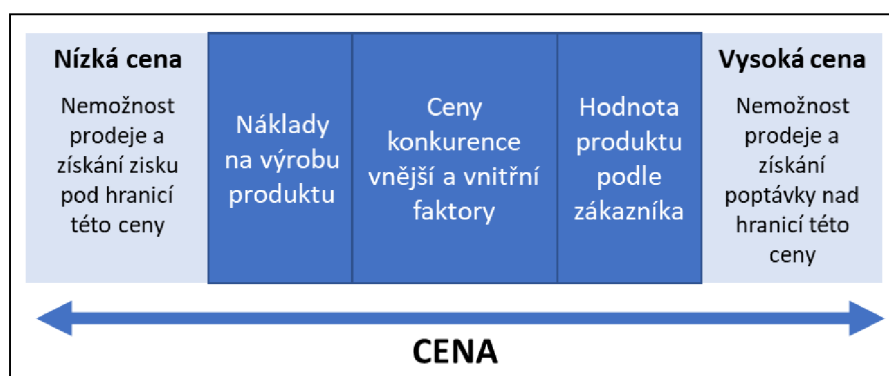 Nízká cena
Nemožnost
prodeje a
získání zisku
pod hranicí
této ceny
Náklady
na výrobu
produktu
Ceny
konkurence
vnější a vnitřní
faktory
Hodnota
produktu
podle
zákazníka
Vysoká cena
Nemožnost
prodeje a
získání
poptávky nad
hranicí této
ceny
CENA